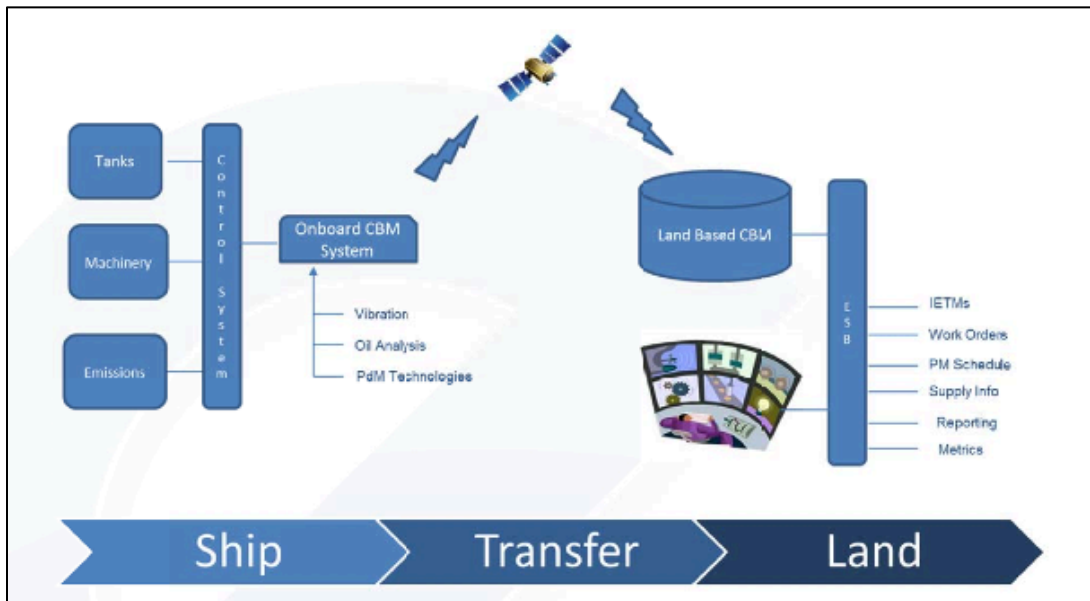 Tanks
Machinery
Emissions
Control System
Onboard CBM
System
Vibration
Oil Analysis
PdM Technologies
Land Based CBM
ESB
IETMs
Work Orders
PM Schedule
Supply Info
Reporting
Metrics
Ship
Transfer
Land